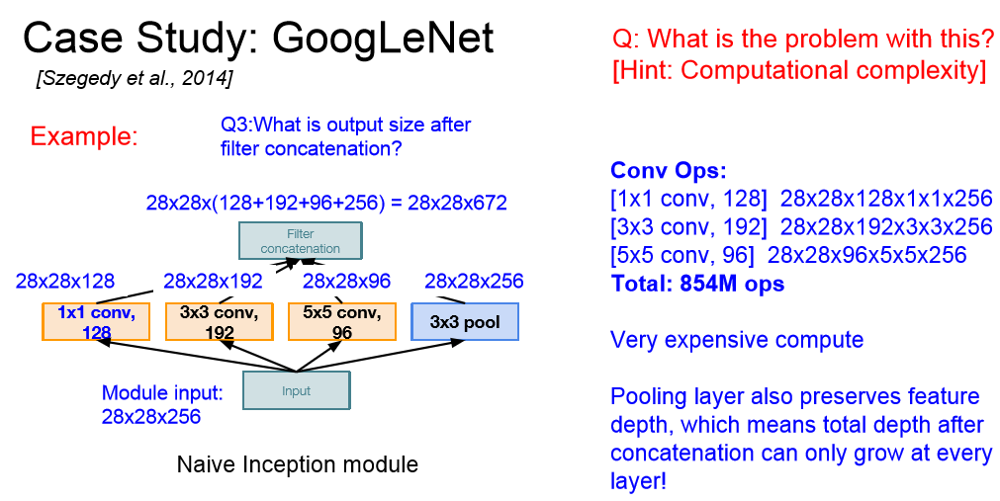 Case Study: GoogLeNet
[Szegedy et al., 2014]
Example:
Q3:What is output size after
filter concatenation?
28x28x(128+192+96+256) = 28x28x672
Filter
concatenation
28x28x128
28x28x192
28x28x96
28x28x256
1x1 conv,
128
3x3 conv,
192
5x5 conv,
96
3x3 pool
Module input:
28x28x256
Input
Naive Inception module
Q: What is the problem with this?
[Hint: Computational complexity]
Conv Ops:
[1x1 conv, 128] 28x28x128x1x1x256
[3x3 conv, 192] 28x28x192x3x3x256
[5x5 conv, 96] 28x28x96x5x5x256
Total: 854M ops
Very expensive compute
Pooling layer also preserves feature
depth, which means total depth after
concatenation can only grow at every
layer!